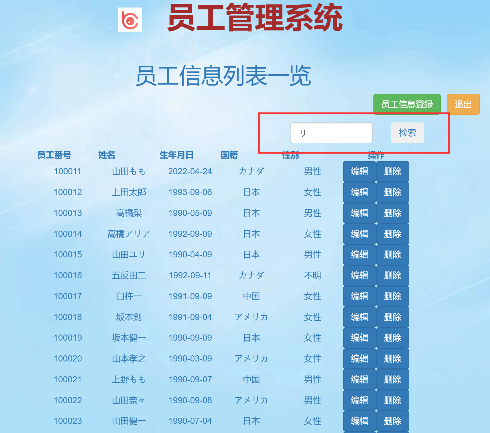 员工管理系统
员工信息列表一览
员工信息登録 退出
リ 检索
员工番号 姓名 生年月日 国籍 性别 操作
100011 山田もも 2022-04-24 カナダ 男性 编辑 删除
100012 上田太郎 1993-09-06 日本 女性 编辑 删除
100013 高橋梨 1990-05-09 日本 男性 编辑 删除
100014 高橋アリア 1992-09-09 日本 女性 编辑 删除
100015 山田ユリ 1990-04-09 日本 男性 编辑 删除
100016 五反田二 1992-09-11 カナダ 不明 编辑 删除
100017 臼杵一 1991-09-09 中国 女性 编辑 删除
100018 坂本剣 1991-09-04 アメリカ 女性 编辑 删除
100019 坂本健一 1990-09-09 日本 女性 编辑 删除
100020 山本孝之 1990-03-09 アメリカ 女性 编辑 删除
100021 上野もも 1990-09-07 中国 男性 编辑 删除
100022 山田奈々 1990-09-08 アメリカ 男性 编辑 删除
100023 山田健一 1990-07-04 日本 女性 编辑 删除